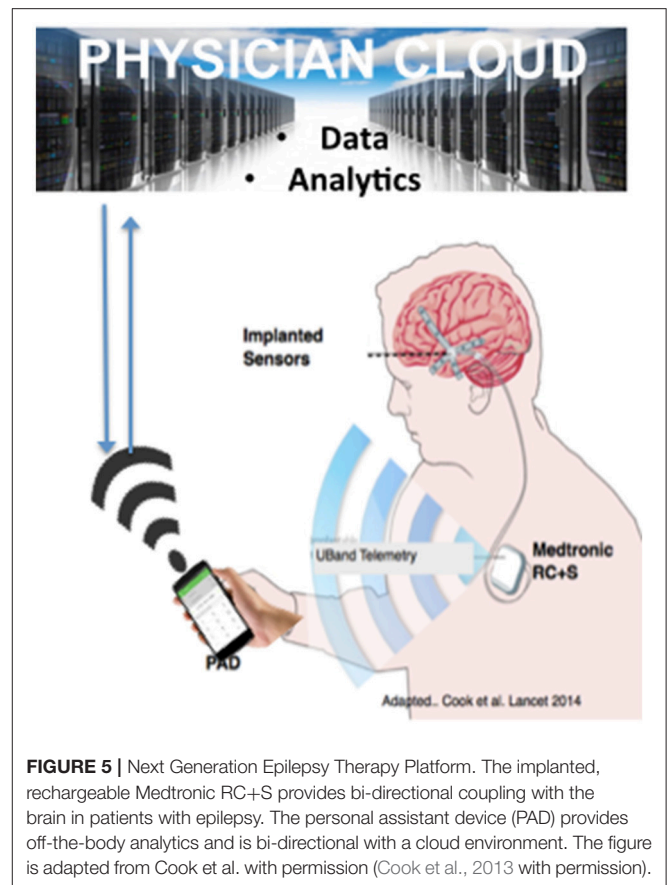 PHYSICIAN CLOUD
• Data
• Analytics
Implanted
Sensors
UBand Telemetry
Medtronic
RC+S
PAD
Adapted.. Cook et al. Lancet 2014
FIGURE 5 | Next Generation Epilepsy Therapy Platform. The implanted,
rechargeable Medtronic RC+S provides bi-directional coupling with the
brain in patients with epilepsy. The personal assistant device (PAD) provides
off-the-body analytics and is bi-directional with a cloud environment. The figure
is adapted from Cook et al. with permission (Cook et al., 2013 with permission).